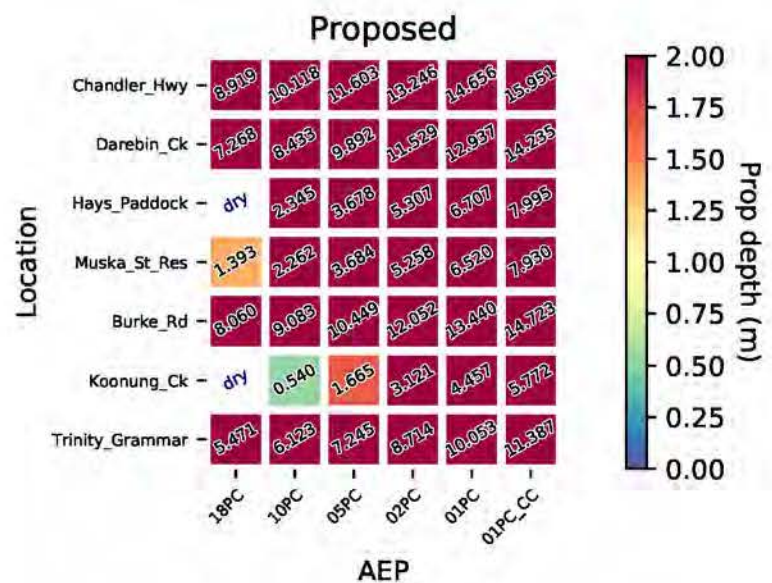 Proposed
Chandler_Hwy 8.919 10.118 11.603 13.246 14.656 15.951
Darebin_Ck 7.268 8.433 9.892 11.529 12.937 14.235
Hays_Paddock dry 2.345 3.678 5.307 6.707 7.995
Muska_St_Res 1.393 2.262 3.684 5.258 6.520 7.930
Burke_Rd 8.060 9.083 10.449 12.052 13.440 14.723
Koonung_Ck dry 0.540 1.665 3.121 4.457 5.772
Trinity_Grammar 5.471 6.123 7.245 8.714 10.053 11.387
18PC 10PC 05PC 02PC 01PC 01PC_CC
AEP
Location
2.00
1.75
1.50
1.25
1.00
0.75
0.50
0.25
0.00
Prop depth (m)